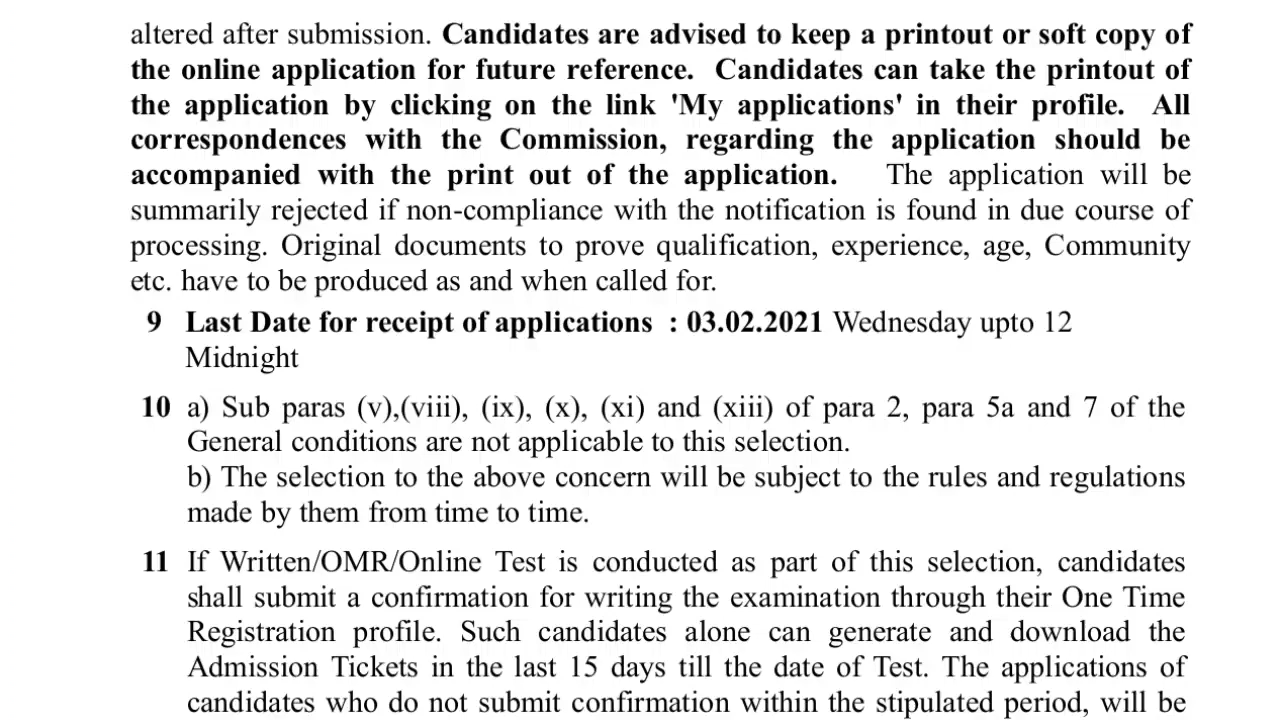 altered after submission. Candidates are advised to keep a printout or soft copy of
the online application for future reference. Candidates can take the printout of
the application by clicking on the link 'My applications' in their profile. All
correspondences with the Commission, regarding the application should be
accompanied with the print out of the application. The application will be
summarily rejected if non-compliance with the notification is found in due course of
processing. Original documents to prove qualification, experience, age, Community
etc. have to be produced as and when called for.
9 Last Date for receipt of applications : 03.02.2021 Wednesday upto 12
Midnight
10 a) Sub paras (v),(viii), (ix), (x), (xi) and (xiii) of para 2, para 5a and 7 of the
General conditions are not applicable to this selection.
b) The selection to the above concern will be subject to the rules and regulations
made by them from time to time.
11 If Written/OMR/Online Test is conducted as part of this selection, candidates
shall submit a confirmation for writing the examination through their One Time
Registration profile. Such candidates alone can generate and download the
Admission Tickets in the last 15 days till the date of Test. The applications of
candidates who do not submit confirmation within the stipulated period, will be